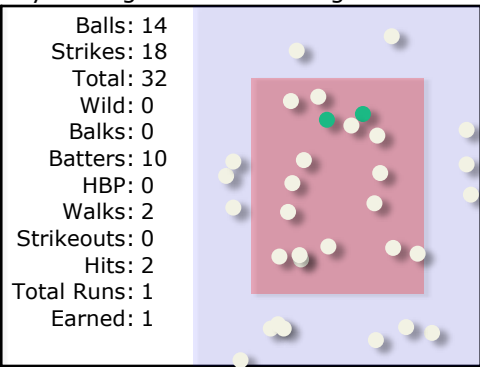 Balls: 14
Strikes: 18
Total: 32
Wild: 0
Balks: 0
Batters: 10
HBP: 0
Walks: 2
Strikeouts: 0
Hits: 2
Total Runs: 1
Earned: 1